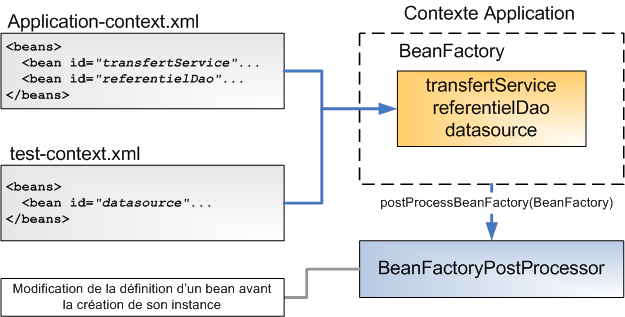 Application-context.xml
<beans>
<bean id="transfertService"...
<bean id="referentielDao"...
</beans>
test-context.xml
<beans>
<bean id="datasource"...
</beans>
Contexte Application
BeanFactory
transfertService
referentielDao
datasource
postProcessBeanFactory(BeanFactory)
BeanFactoryPostProcessor
Modification de la définition d'un bean avant
la création de son instance